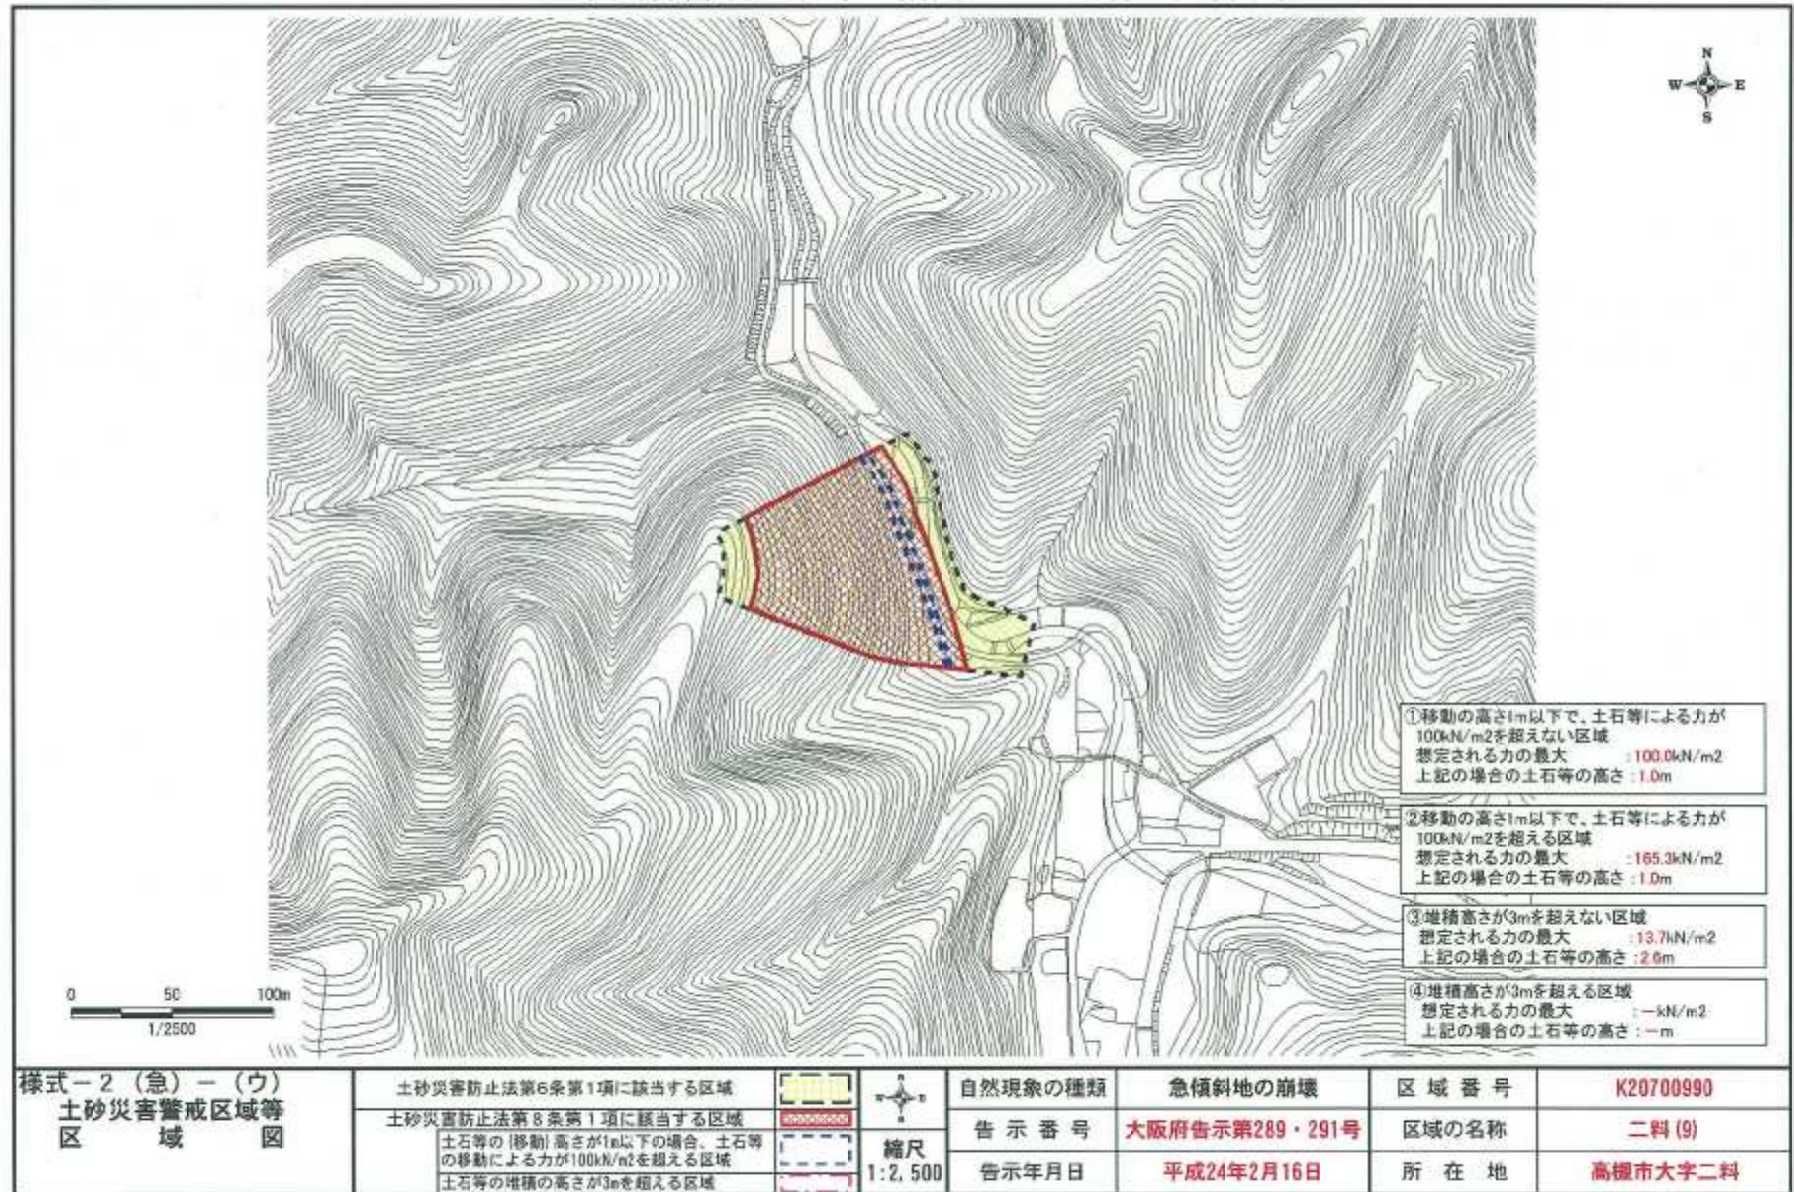 N
W E
S
①移動の高さ1m以下で、土石等による力が
100kN/m2を超えない区域
想定される力の最大 :100.0kN/m2
上記の場合の土石等の高さ:1.0m
②移動の高さ1m以下で、土石等による力が
100kN/m2を超える区域
想定される力の最大 :165.3kN/m2
上記の場合の土石等の高さ:1.0m
③堆積高さが3mを超えない区域
想定される力の最大 :13.7kN/m2
上記の場合の土石等の高さ:2.6m
④堆積高さが3mを超える区域
想定される力の最大 :－kN/m2
上記の場合の土石等の高さ:－m
0 50 100m
1/2500
様式－2（急）－（ウ）
土砂災害警戒区域等
区域図
土砂災害防止法第6条第1項に該当する区域
土砂災害防止法第8条第1項に該当する区域
土石等の(移動)高さが1m以下の場合、土石等
の移動による力が100kN/m2を超える区域
土石等の堆積の高さが3mを超える区域
縮尺
1:2,500
自然現象の種類 急傾斜地の崩壊 区域番号 K20700990
告示番号 大阪府告示第289・291号 区域の名称 二料(9)
告示年月日 平成24年2月16日 所在地 高槻市大字二料